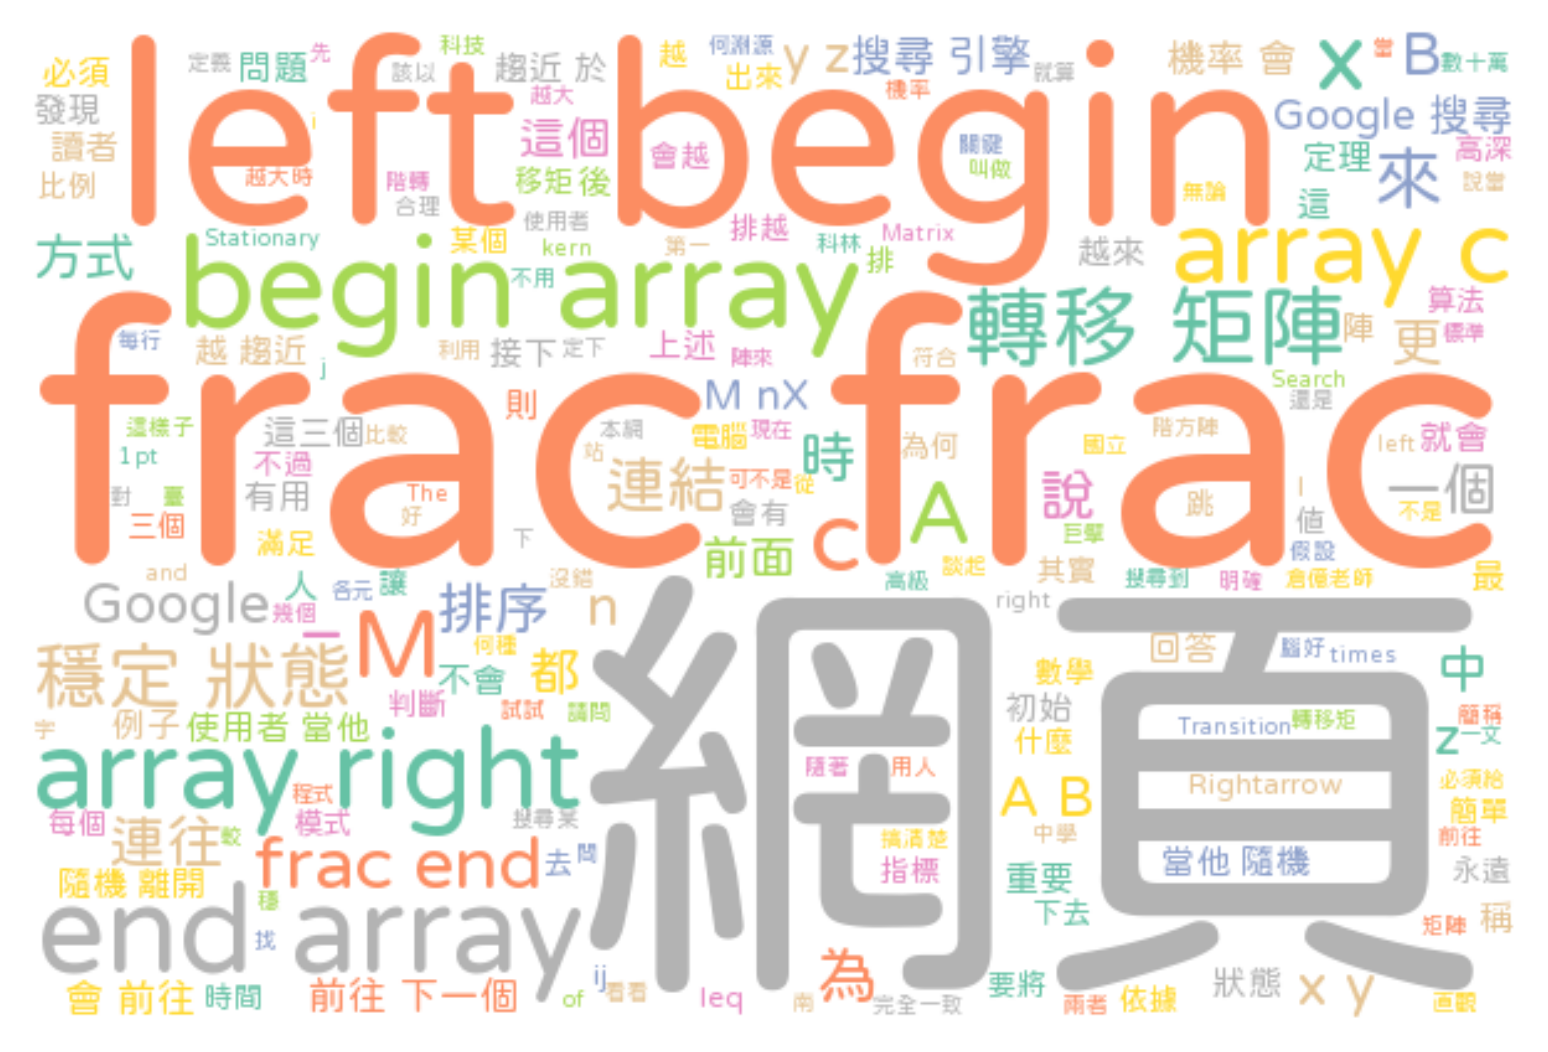 必須 定義 問題 先 科技 該以 趨近 於 越 何淵源 出來 y z 搜尋 引擎 就算 機率 會 x 當 B 數十萬
發現 left begin 越大 機率 Google 搜尋
讀者 i 這個 會越 關鍵 叫做 定理 來 高深
比例 越大時 階轉 合理 移矩 後 使用者 無論 這 說當
方式 Stationary 某個 kern 第一 排越 科林 Matrix 排 越來 array c
begin array 不用 轉移 矩陣 算法
每行 越 趨近 j 利用 接下 定下 上述 陣來 符合 陣 更 標準
frac frac 則 M nX Search 還是
這樣子 這三個 比較 本網 電腦 現在 時 為何 國立 階方陣 left 就會
1pt 不過 站 連結 可不是 從 說 l 一個
對 臺 有用 The 好 會有 A 跳 值 不是
三個 滿足 下 前面 c 巨擘 假設
and 人 各元 讓 沒錯 高級 談起 其實 搜尋到 明確 倉億老師 最
Google 幾個 排序 n right
穩定 狀態 M 何種 網頁 回答 腦好 times 中
不會 都 數學
字 例子 使用者 當他 判斷 試試 請問 初始 什麼 Transition 轉移矩 簡稱 z 一文
array right 隨著 用人 Rightarrow 必須給
每個 程式 模式 搜尋某 A B 簡單
連往 較 frac end 去 問 搞清楚 中學 前往
隨機 離開 指標 重要 當他 隨機 永遠
end array 穩 找 下去 矩陣 稱
會 前往 時間 前往 下一個 of ij 看看 leq 南 為 完全一致 要將 兩者 依據 狀態 x y 直觀